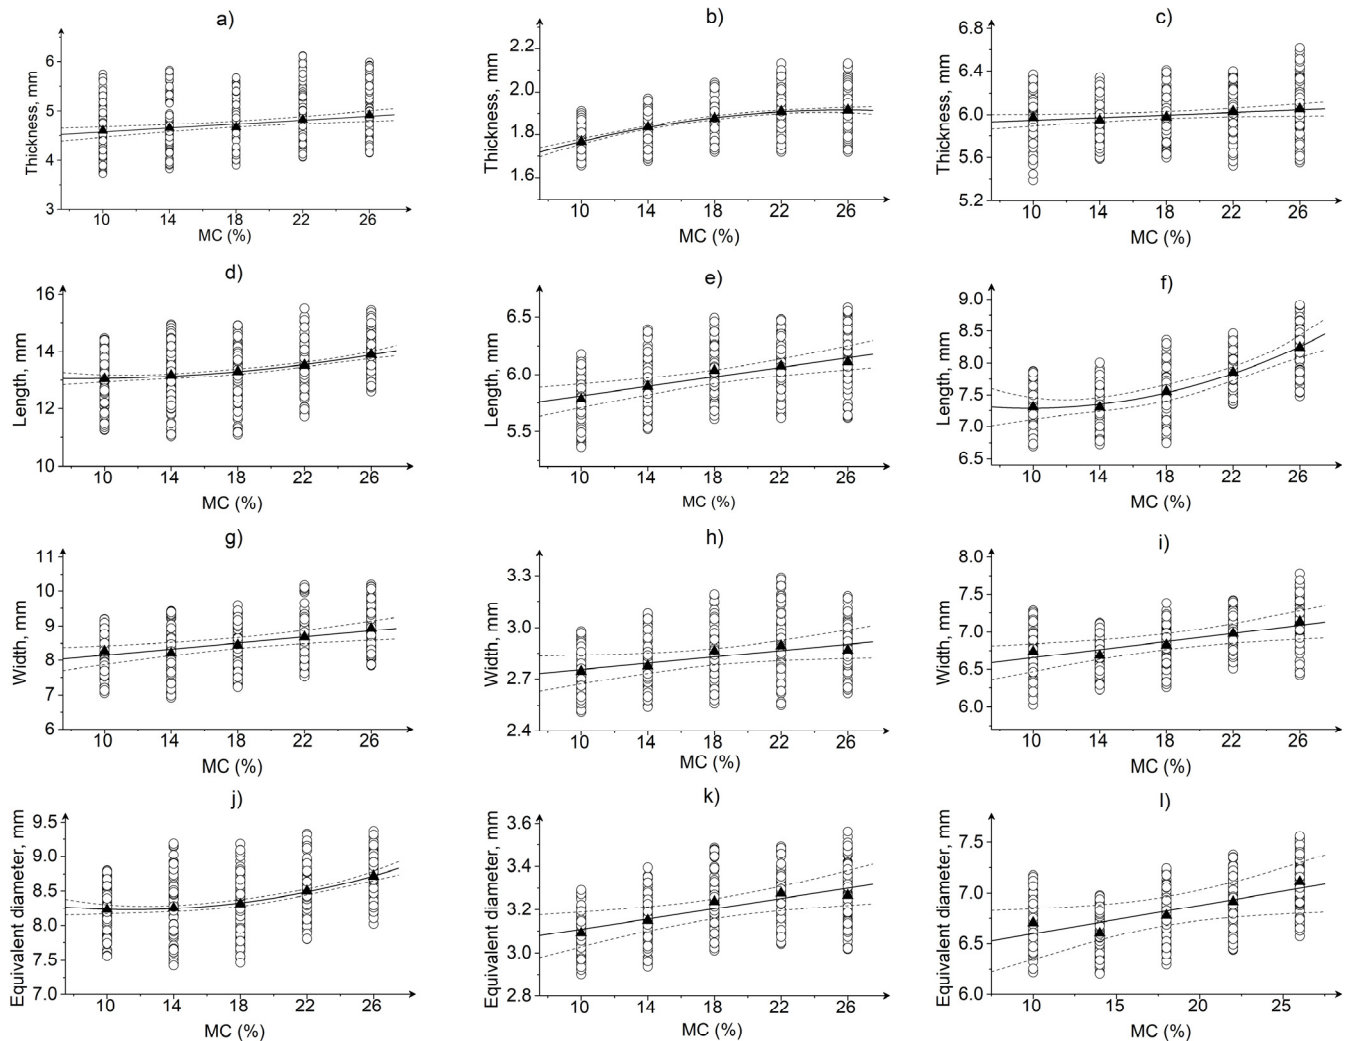 a)
Thickness, mm
6
5
4
3
10 14 18 22 26
MC (%)
b)
Thickness, mm
2.2
2.0
1.8
1.6
10 14 18 22 26
MC (%)
c)
Thickness, mm
6.8
6.4
6.0
5.6
5.2
10 14 18 22 26
MC (%)
d)
Length, mm
16
14
12
10
10 14 18 22 26
MC (%)
e)
Length, mm
6.5
6.0
5.5
10 14 18 22 26
MC (%)
f)
Length, mm
9.0
8.5
8.0
7.5
7.0
6.5
10 14 18 22 26
MC (%)
g)
Width, mm
11
10
9
8
7
6
10 14 18 22 26
MC (%)
h)
Width, mm
3.3
3.0
2.7
2.4
10 14 18 22 26
MC (%)
i)
Width, mm
8.0
7.5
7.0
6.5
6.0
10 14 18 22 26
MC (%)
j)
Equivalent diameter, mm
9.5
9.0
8.5
8.0
7.5
7.0
10 14 18 22 26
MC (%)
k)
Equivalent diameter, mm
3.6
3.4
3.2
3.0
2.8
10 14 18 22 26
MC (%)
l)
Equivalent diameter, mm
7.5
7.0
6.5
6.0
10 15 20 25
MC (%)